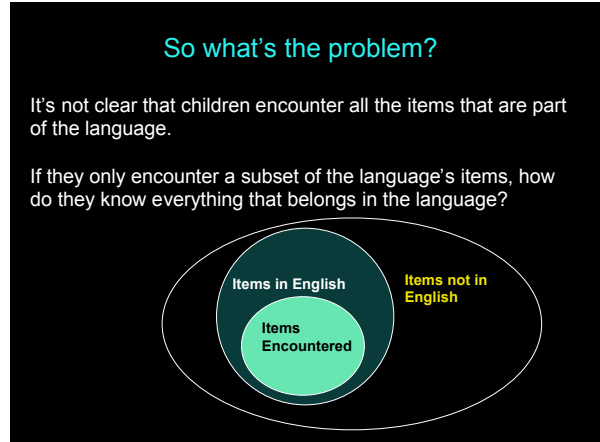 So what's the problem?
It's not clear that children encounter all the items that are part
of the language.
If they only encounter a subset of the language's items, how
do they know everything that belongs in the language?
Items in English
Items not in
English
Items
Encountered